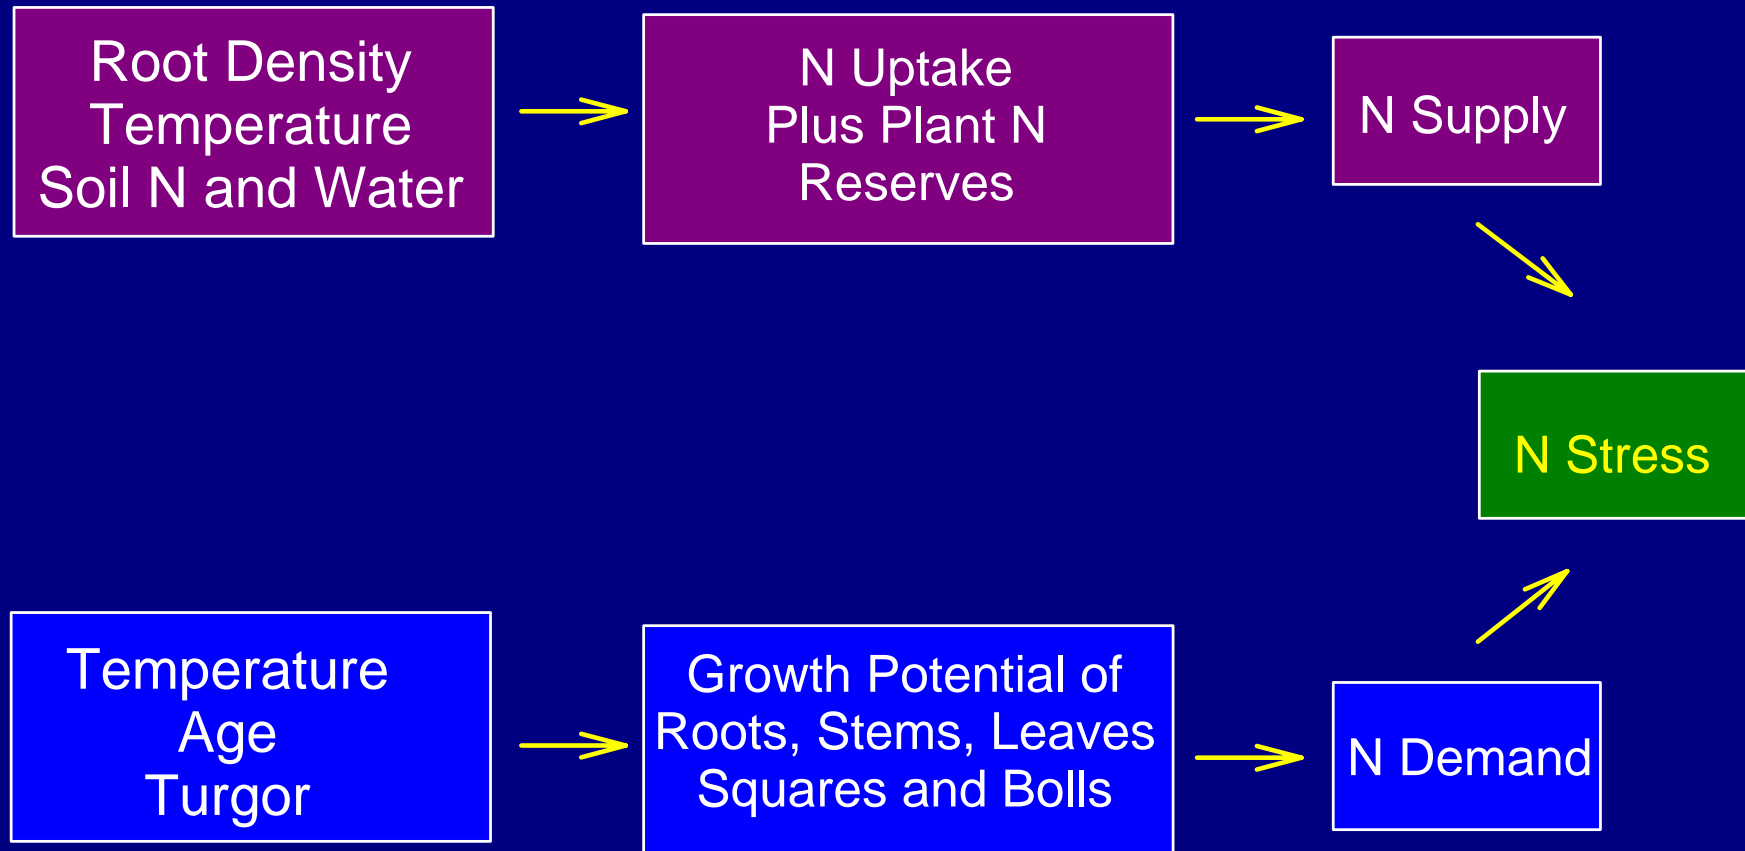 Root Density
Temperature
Soil N and Water
N Uptake
Plus Plant N
Reserves
N Supply
N Stress
Temperature
Age
Turgor
Growth Potential of
Roots, Stems, Leaves
Squares and Bolls
N Demand